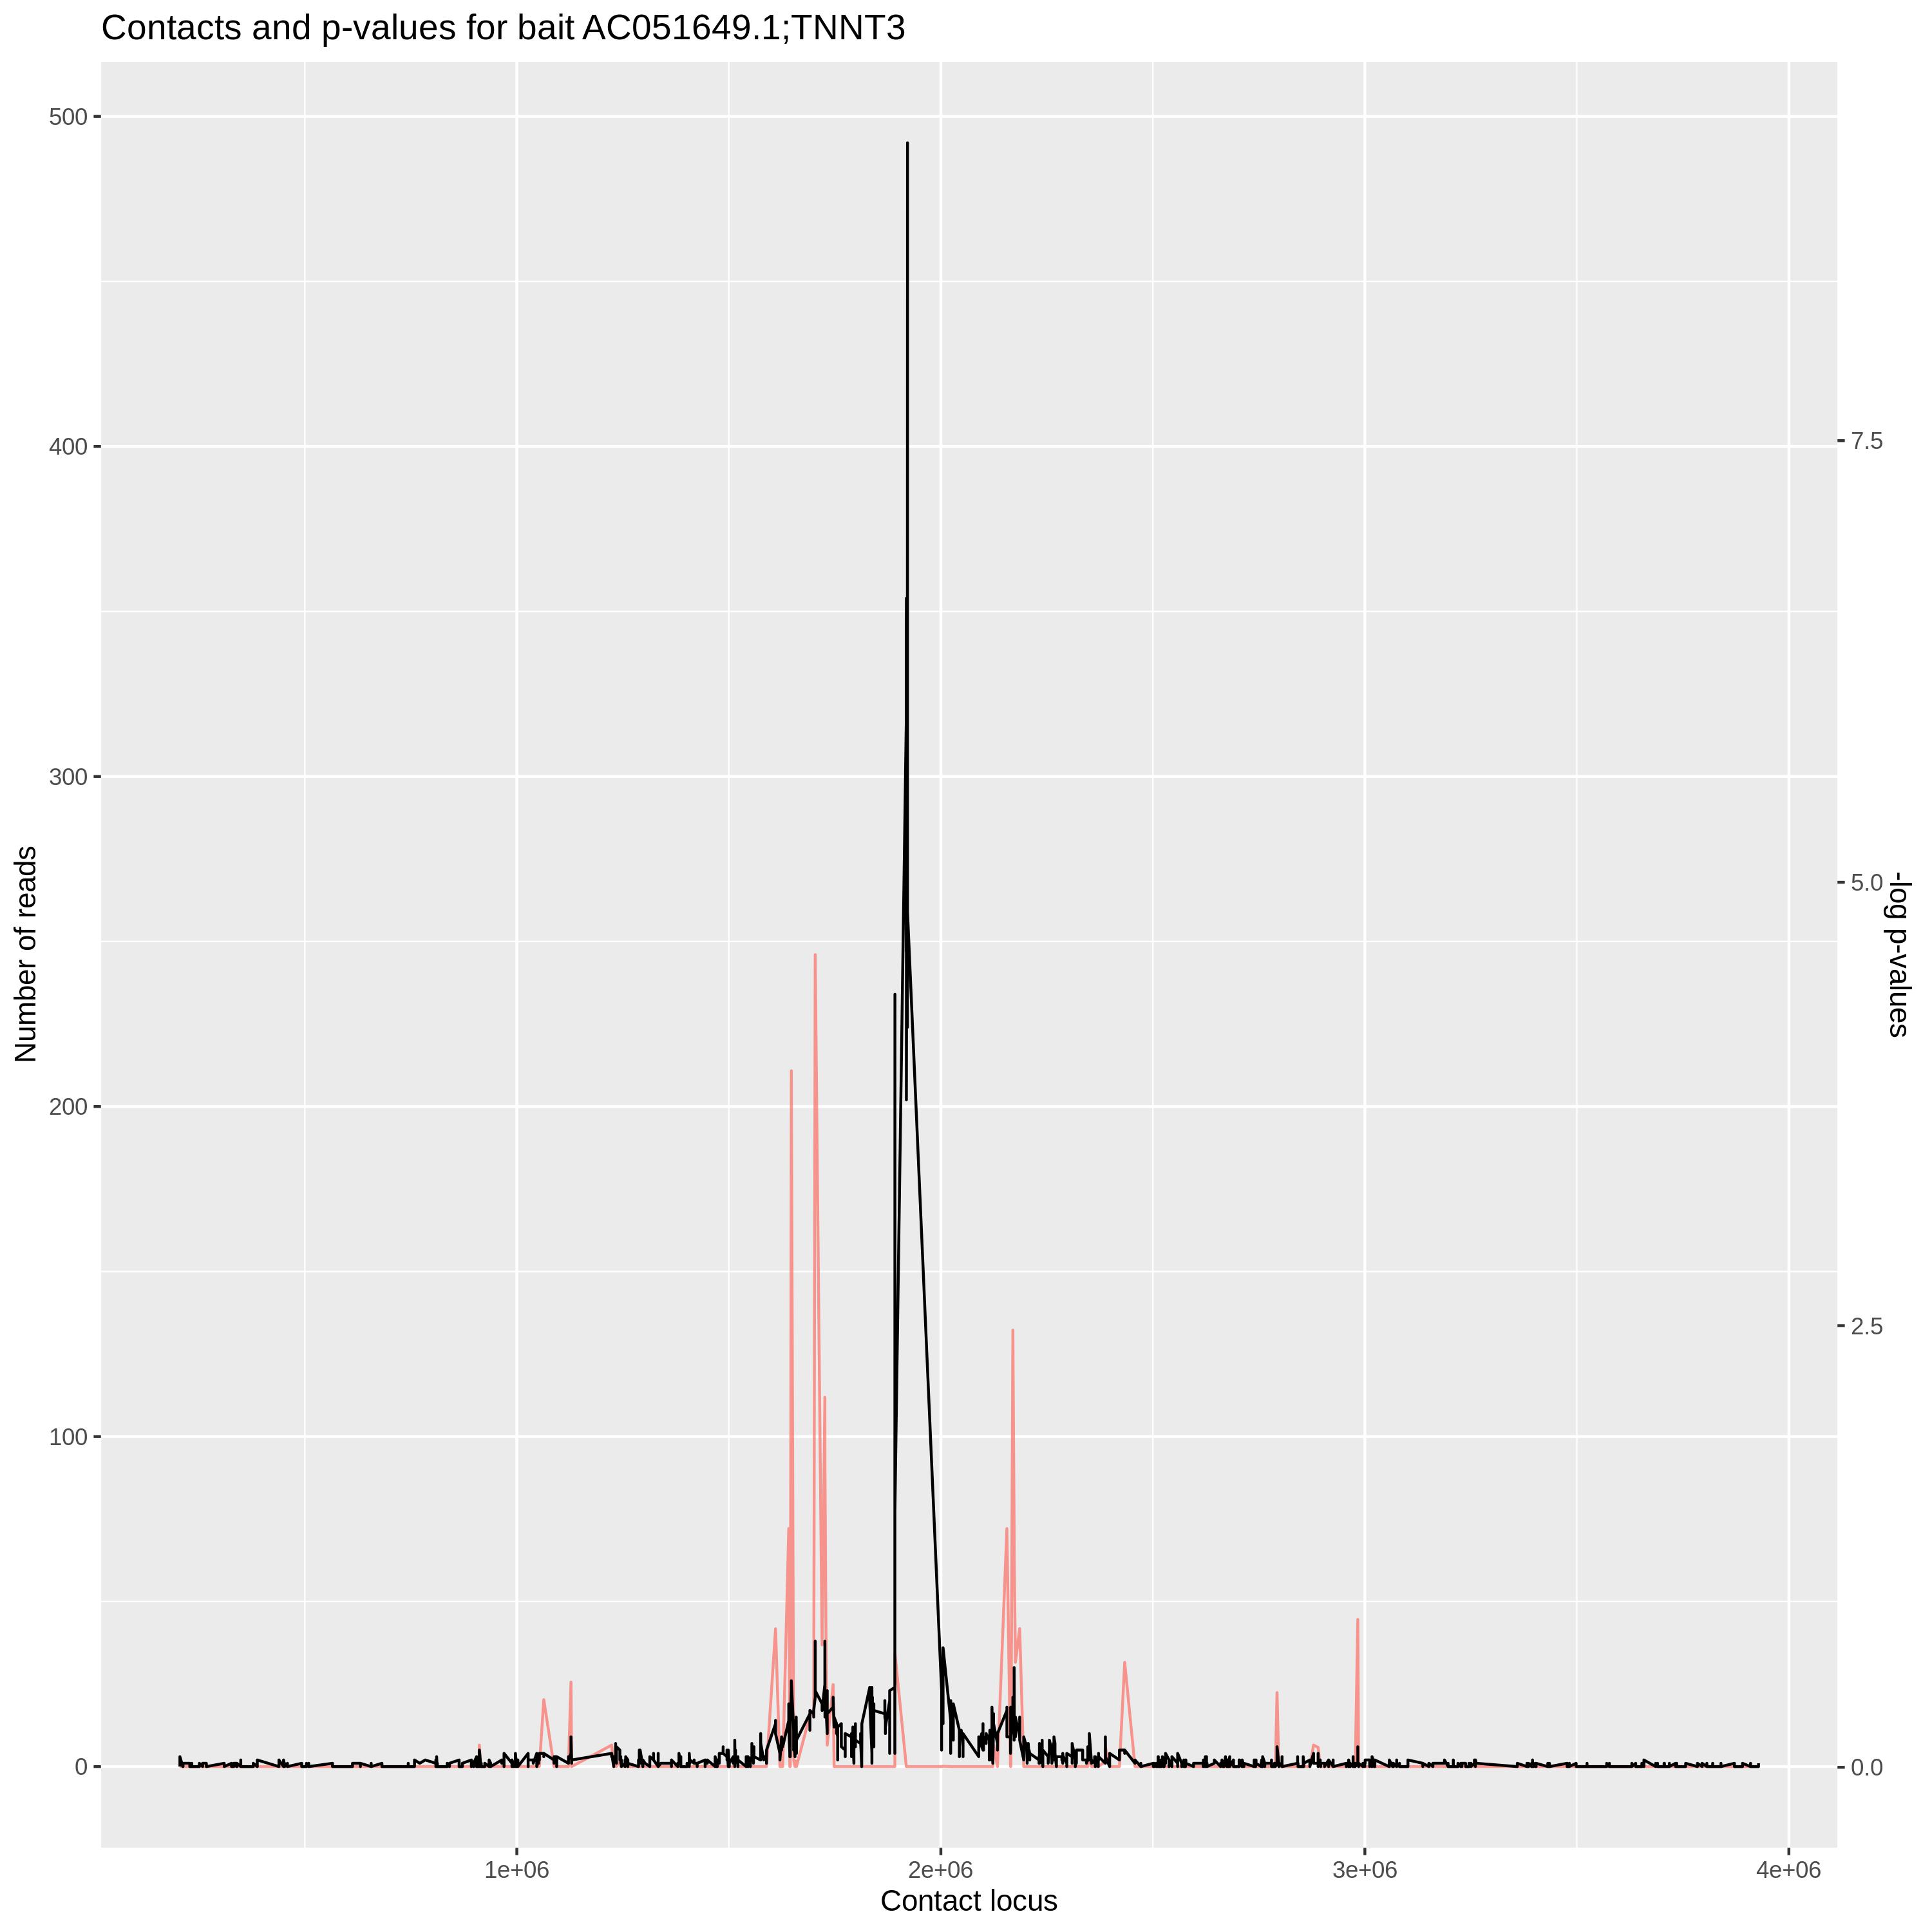 Contacts and p-values for bait AC051649.1;TNNT3
500
400
300
200
100
0
Number of reads
7.5
5.0
2.5
0.0
-log p-values
1e+06
2e+06
3e+06
4e+06
Contact locus